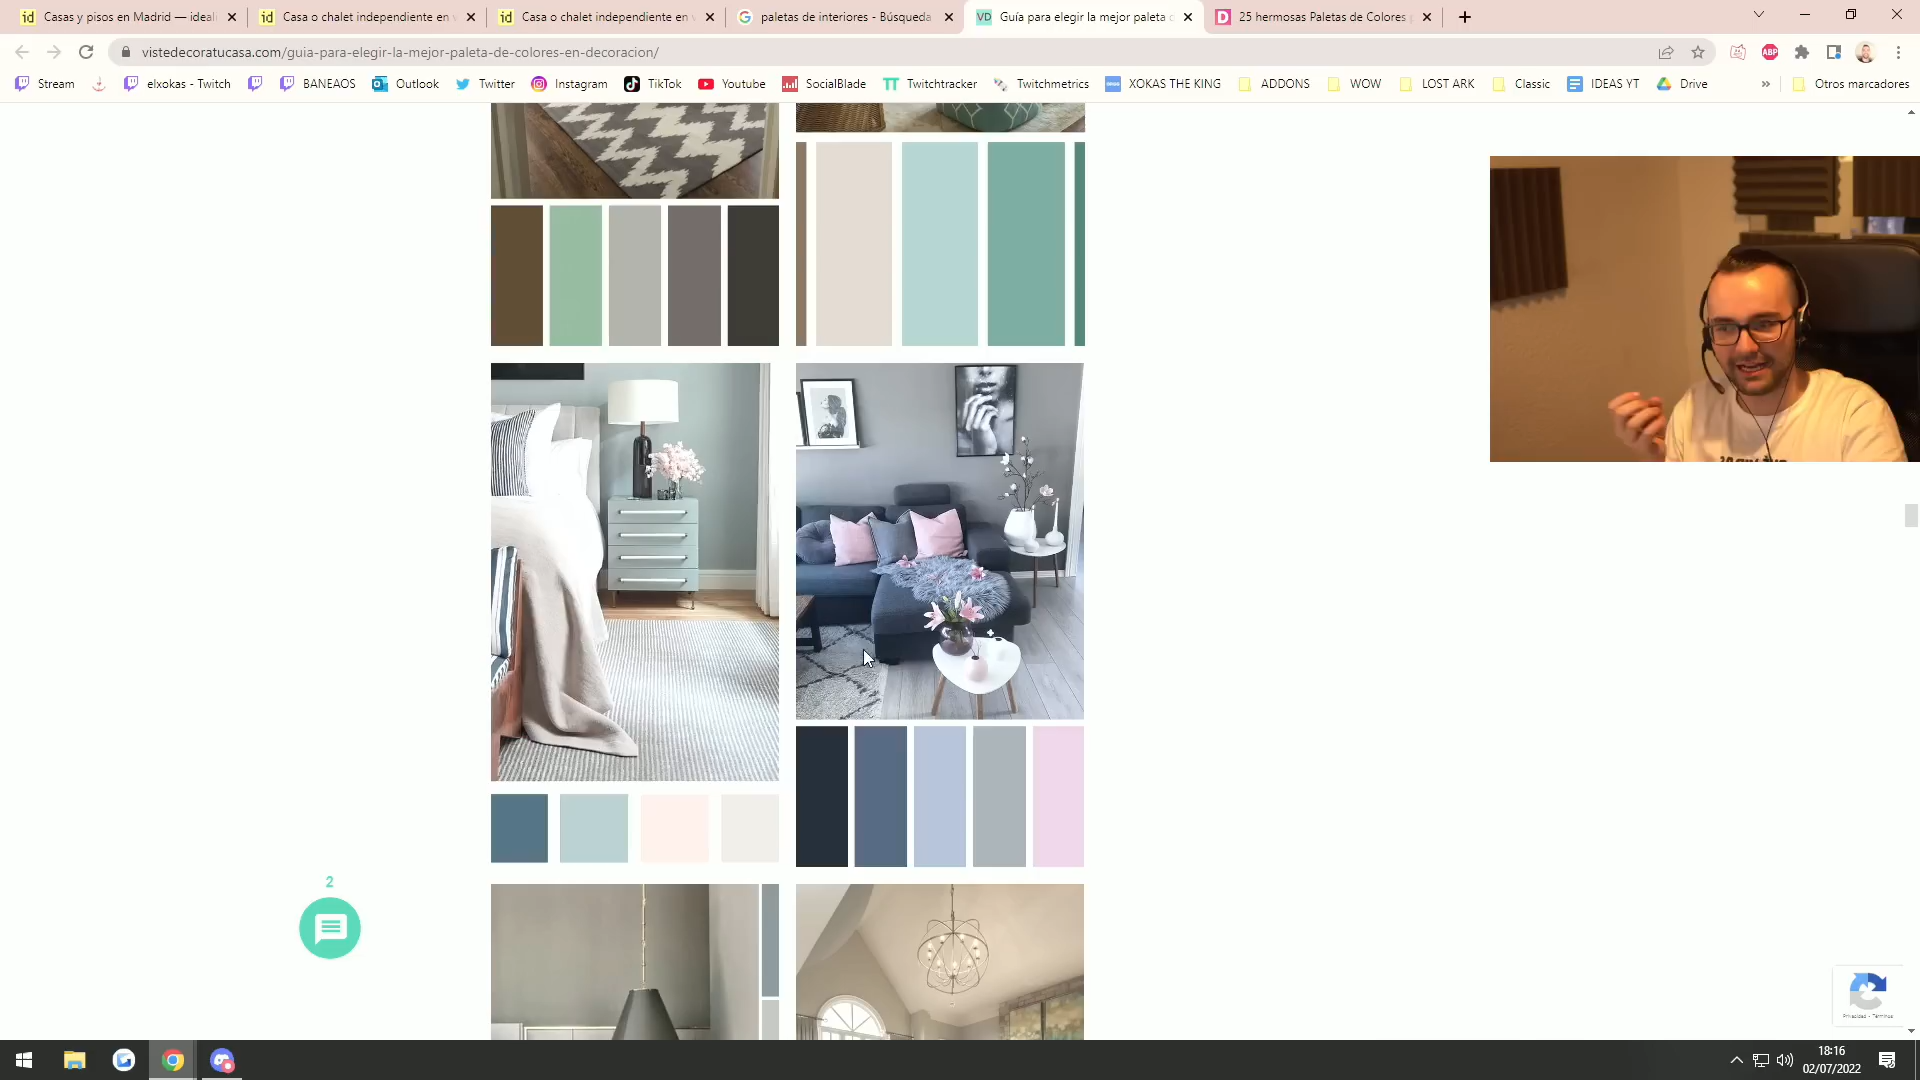 Casas y pisos en Madrid — ideali
Casa o chalet independiente en v
Casa o chalet independiente en v
paletas de interiores - Búsqueda
Guía para elegir la mejor paleta
25 hermosas Paletas de Colores
vistedecoratucasa.com/guia-para-elegir-la-mejor-paleta-de-colores-en-decoracion/
Stream
elxokas - Twitch
BANEAOS
Outlook
Twitter
Instagram
TikTok
Youtube
SocialBlade
Twitchtracker
Twitchmetrics
XOKAS THE KING
ADDONS
WOW
LOST ARK
Classic
IDEAS YT
Drive
»
Otros marcadores
2
Privacidad - Términos
18:16
02/07/2022